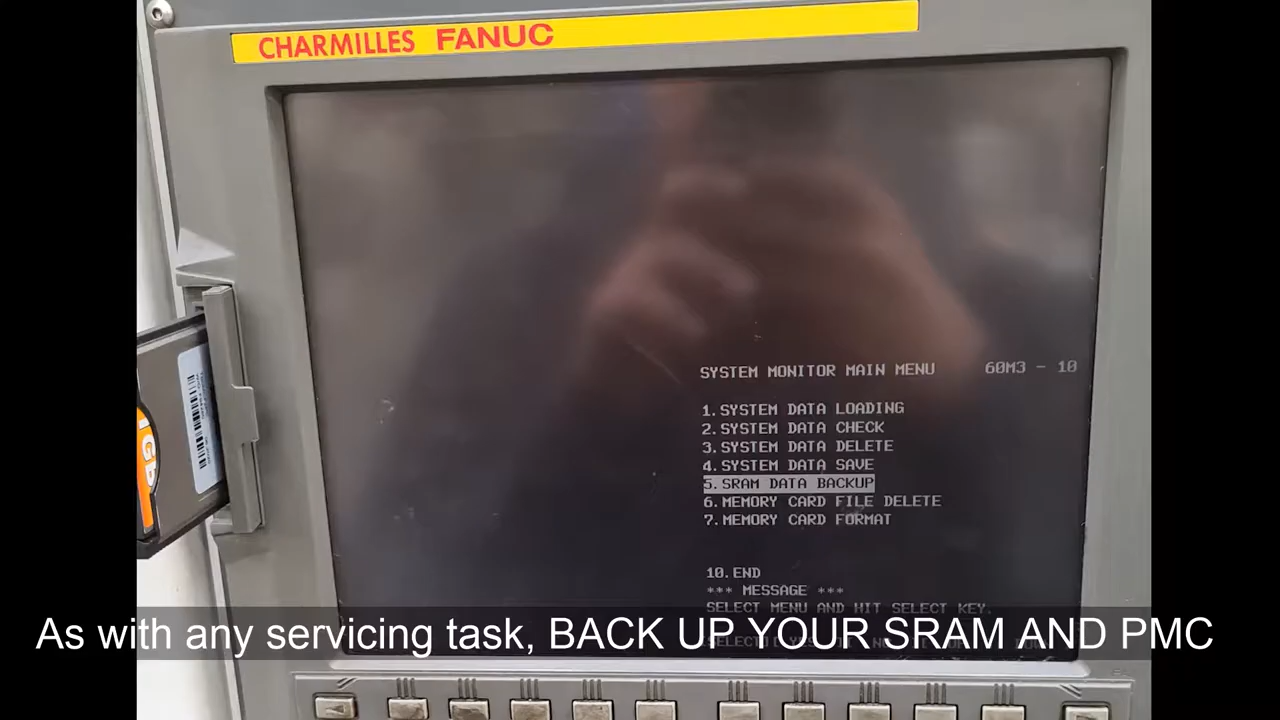 CHARMILLES FANUC
SYSTEM MONITOR MAIN MENU 60M3 - 10
1.SYSTEM DATA LOADING
2.SYSTEM DATA CHECK
3.SYSTEM DATA DELETE
4.SYSTEM DATA SAVE
5.SRAM DATA BACKUP
6.MEMORY CARD FILE DELETE
7.MEMORY CARD FORMAT
10.END
*** MESSAGE ***
SELECT MENU AND HIT SELECT KEY.
As with any servicing task, BACK UP YOUR SRAM AND PMC